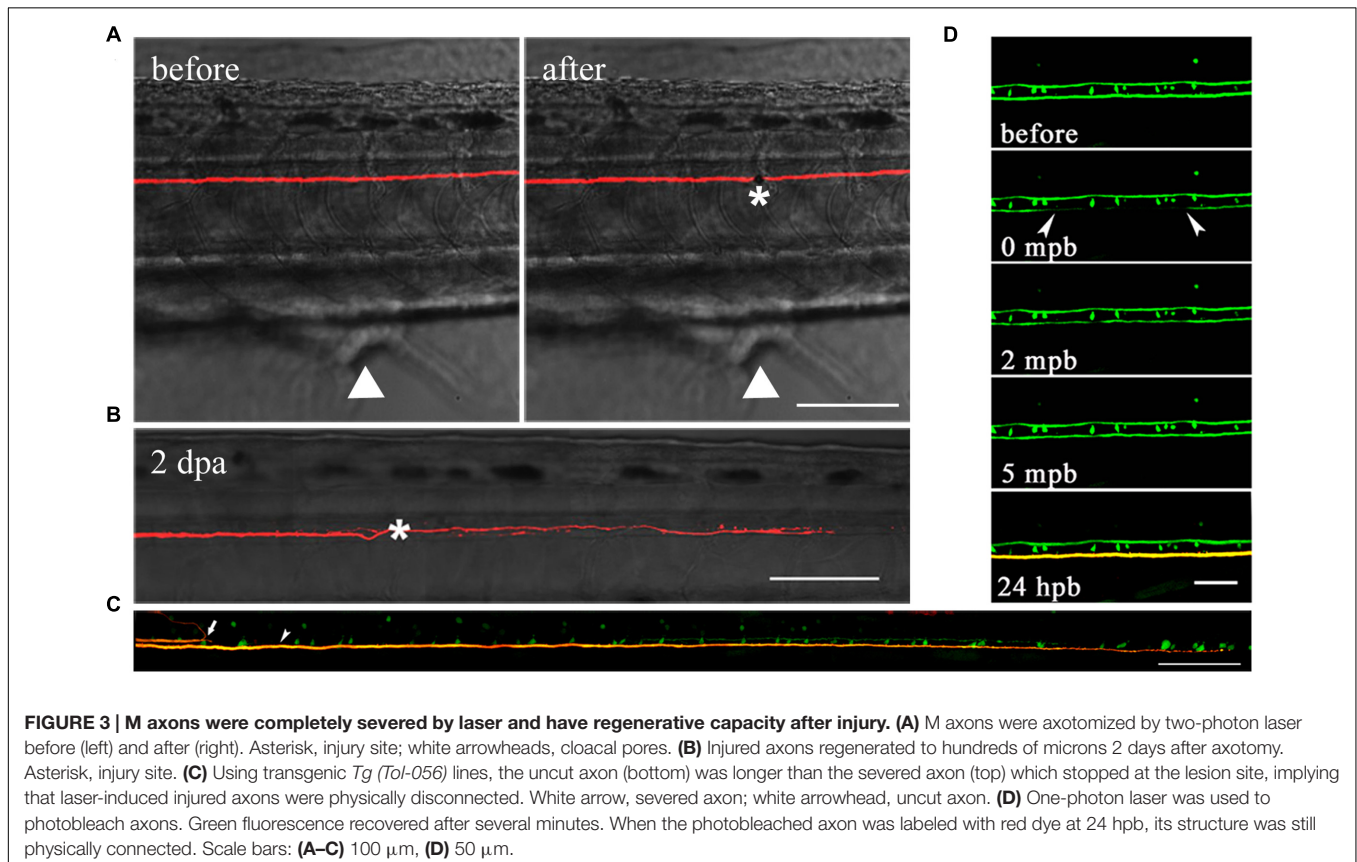 A
before
after
D
before
0 mpb
2 mpb
5 mpb
24 hpb
B
2 dpa
C
FIGURE 3 | M axons were completely severed by laser and have regenerative capacity after injury. (A) M axons were axotomized by two-photon laser
before (left) and after (right). Asterisk, injury site; white arrowheads, cloacal pores. (B) Injured axons regenerated to hundreds of microns 2 days after axotomy.
Asterisk, injury site. (C) Using transgenic Tg (Tol-056) lines, the uncut axon (bottom) was longer than the severed axon (top) which stopped at the lesion site, implying
that laser-induced injured axons were physically disconnected. White arrow, severed axon; white arrowhead, uncut axon. (D) One-photon laser was used to
photobleach axons. Green fluorescence recovered after several minutes. When the photobleached axon was labeled with red dye at 24 hpb, its structure was still
physically connected. Scale bars: (A–C) 100 μm, (D) 50 μm.